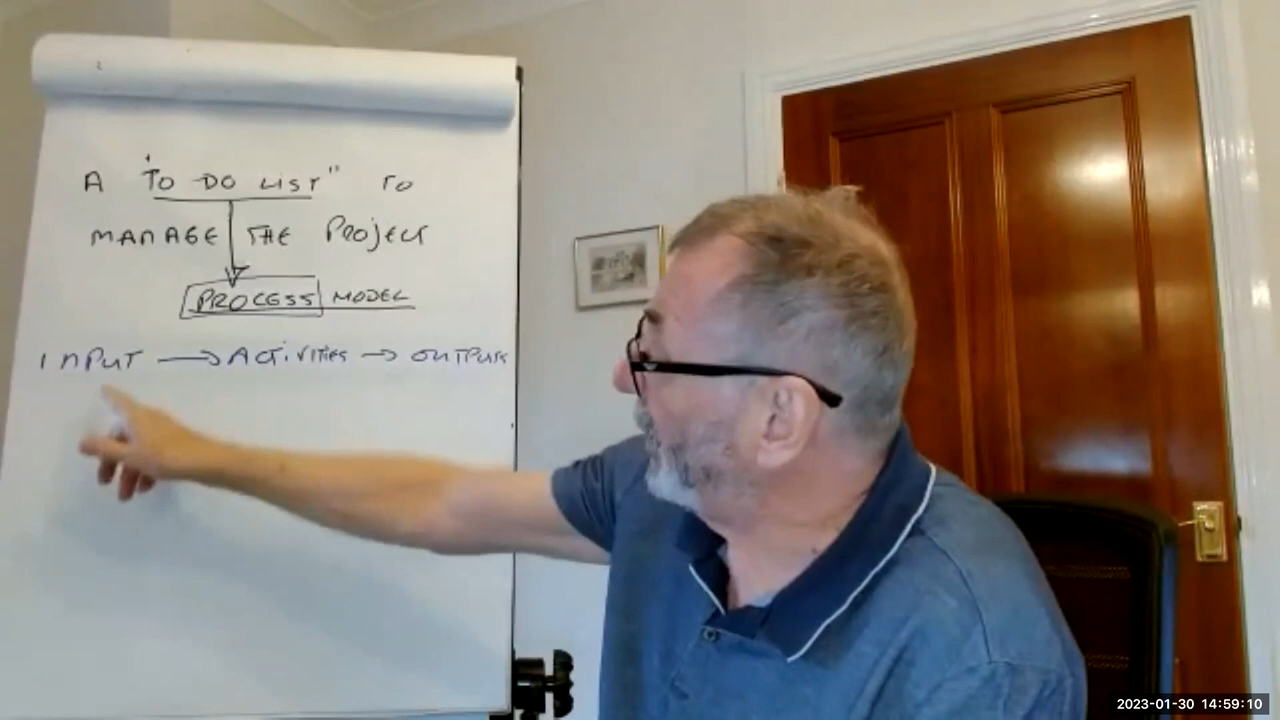 A "TO DO LIST" TO
MANAGE THE PROJECT
PROCESS MODEL
INPUT → ACTIVITIES → OUTPUTS
2023-01-30 14:59:10